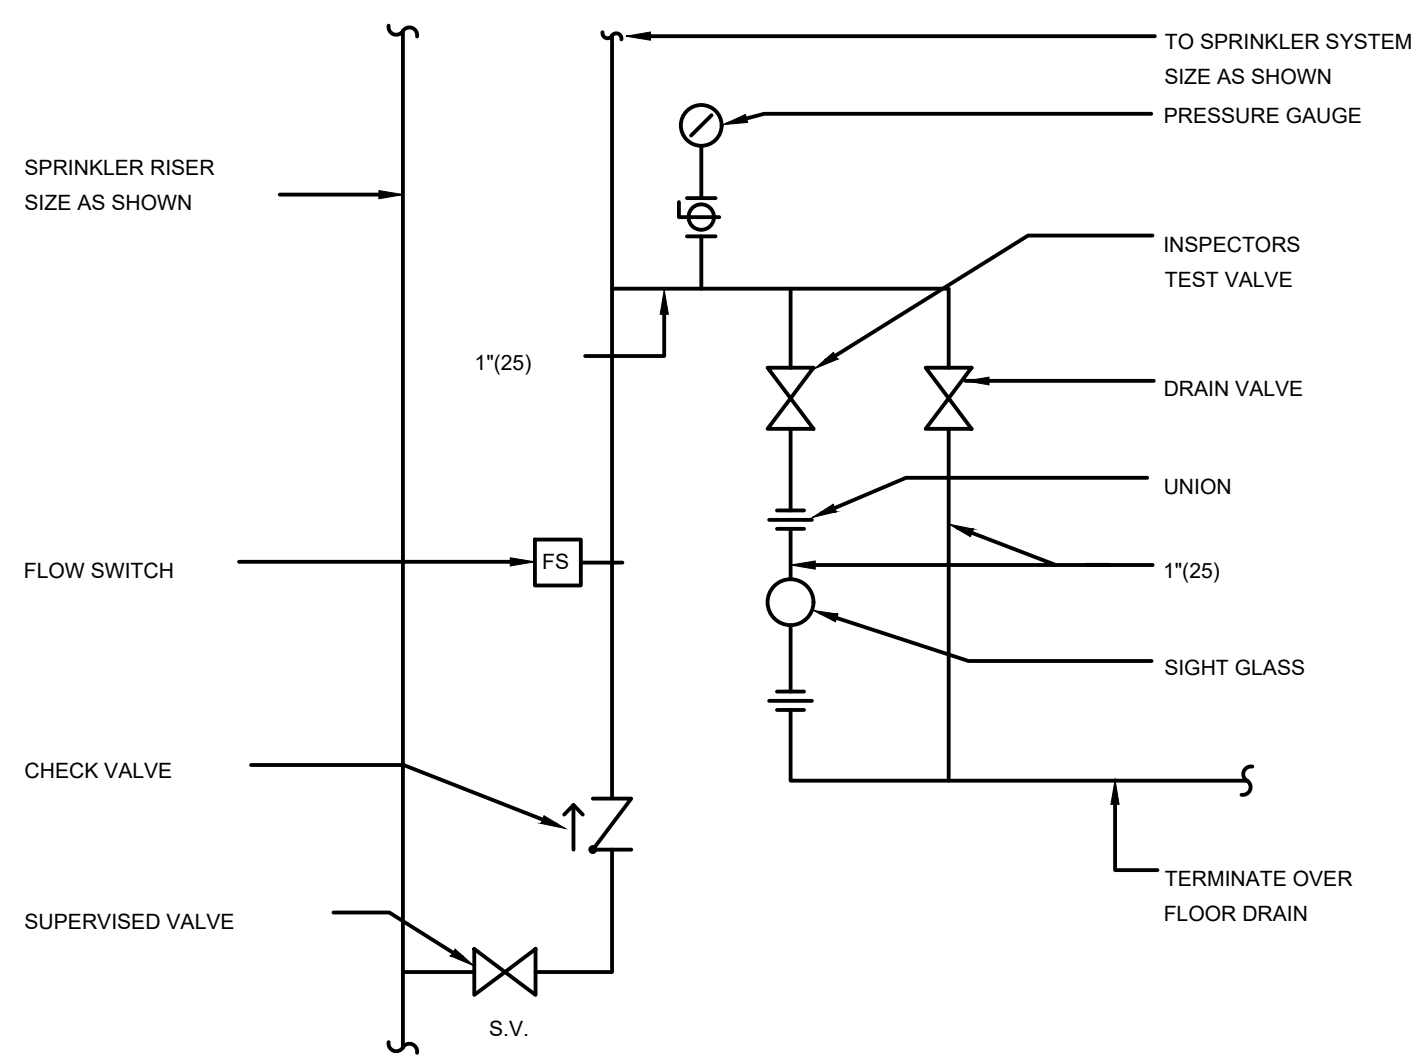 TO SPRINKLER SYSTEM
SIZE AS SHOWN
PRESSURE GAUGE
SPRINKLER RISER
SIZE AS SHOWN
INSPECTORS
TEST VALVE
1"(25)
DRAIN VALVE
UNION
FLOW SWITCH
FS
1"(25)
SIGHT GLASS
CHECK VALVE
TERMINATE OVER
FLOOR DRAIN
SUPERVISED VALVE
S.V.